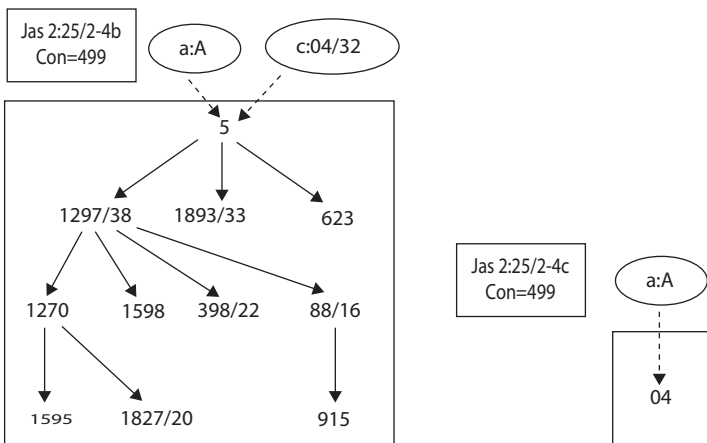 Jas 2:25/2-4b
Con=499
a:A
c:04/32
5
1297/38
1893/33
623
1270
1598
398/22
88/16
1595
1827/20
915
Jas 2:25/2-4c
Con=499
a:A
04